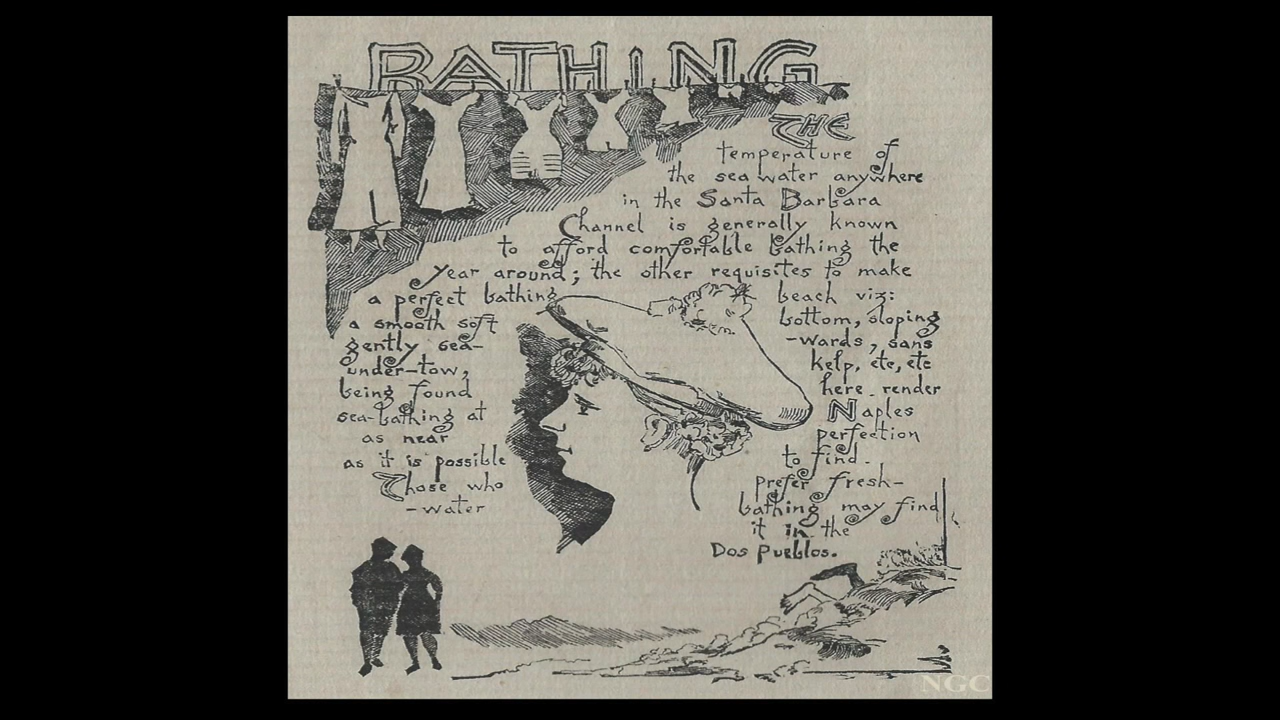 BATHING
THE
temperature of
the sea water anywhere
in the Santa Barbara
Channel is generally known
to afford comfortable bathing the
year around; the other requisites to make
a perfect bathing beach viz:
a smooth soft bottom, sloping
gently sea- -wards, sans
under-tow, kelp, etc, etc
being found here render
sea-bathing at Naples
as near perfection
as it is possible to find.
Those who prefer fresh-
-water bathing may find
it in the
Dos Pueblos.
NGC